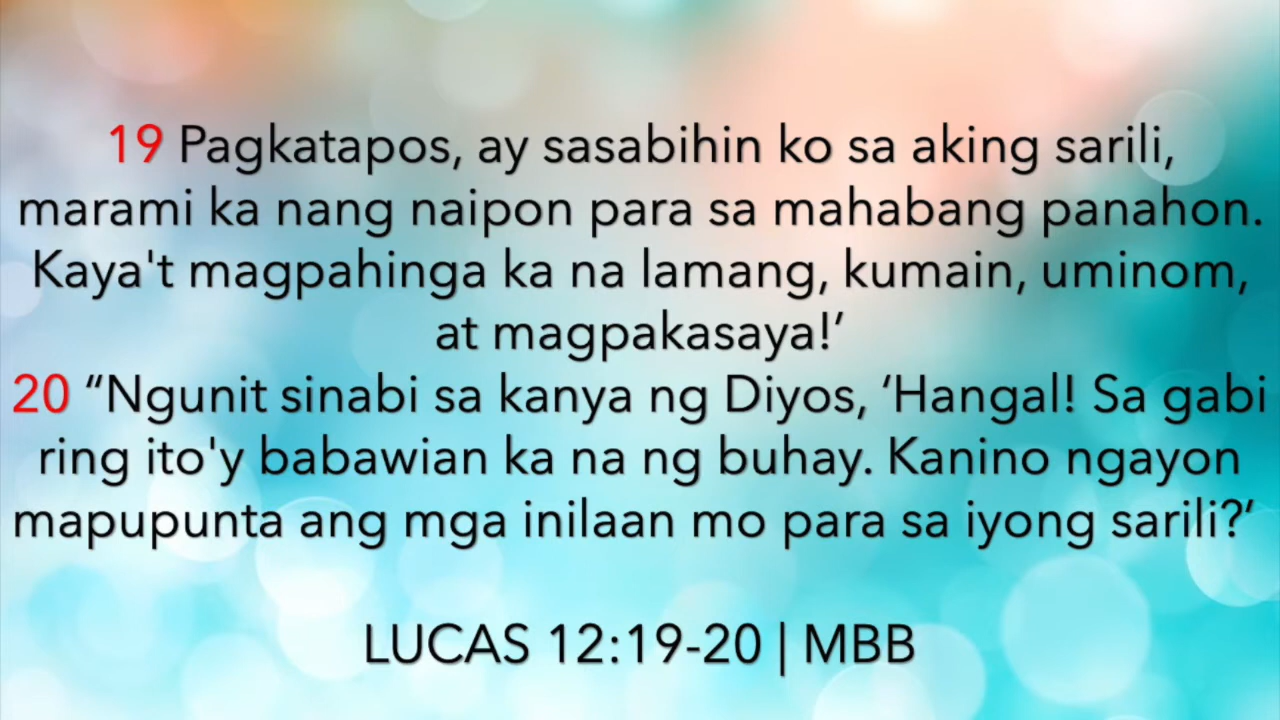 19 Pagkatapos, ay sasabihin ko sa aking sarili,
marami ka nang naipon para sa mahabang panahon.
Kaya't magpahinga ka na lamang, kumain, uminom,
at magpakasaya!’
20 “Ngunit sinabi sa kanya ng Diyos, ‘Hangal! Sa gabi
ring ito'y babawian ka na ng buhay. Kanino ngayon
mapupunta ang mga inilaan mo para sa iyong sarili?’
LUCAS 12:19-20 | MBB